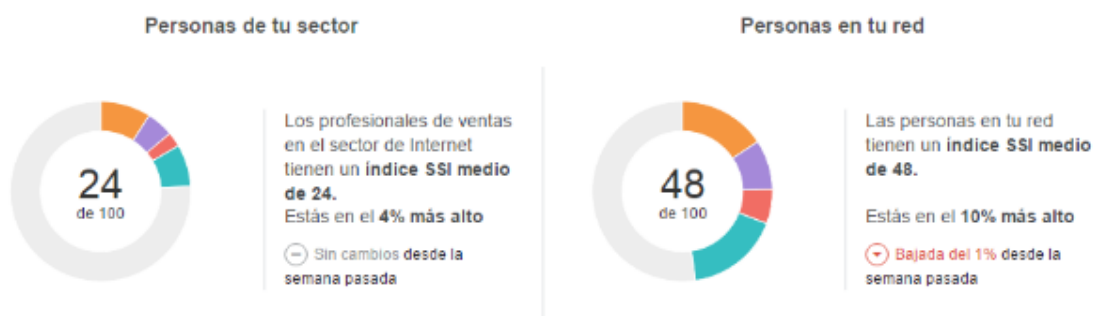 Personas de tu sector
24
de 100
Los profesionales de ventas
en el sector de Internet
tienen un índice SSI medio
de 24.
Estás en el 4% más alto
Sin cambios desde la
semana pasada
Personas en tu red
48
de 100
Las personas en tu red
tienen un índice SSI medio
de 48.
Estás en el 10% más alto
Bajada del 1% desde la
semana pasada